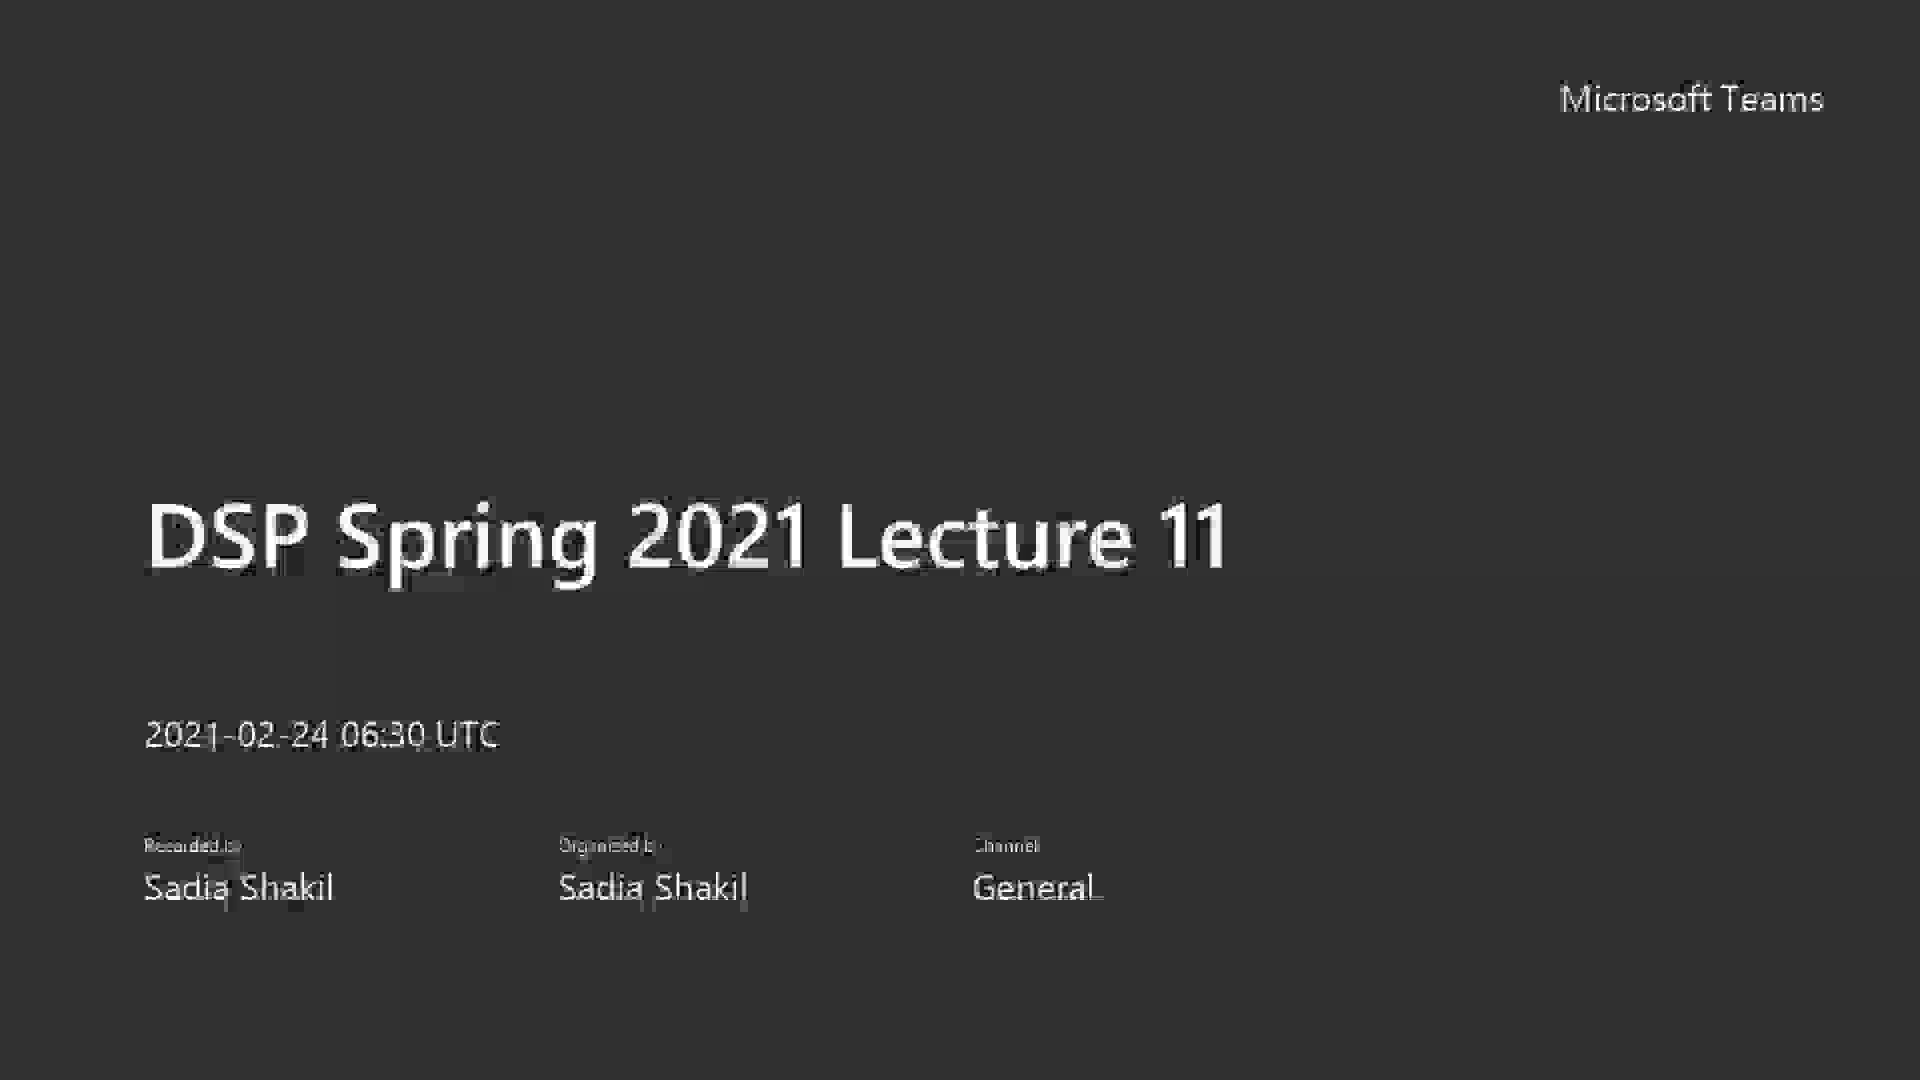 Microsoft Teams
DSP Spring 2021 Lecture 11
2021-02-24 06:30 UTC
Recorded by
Organized by
Channel
Sadia Shakil
Sadia Shakil
General